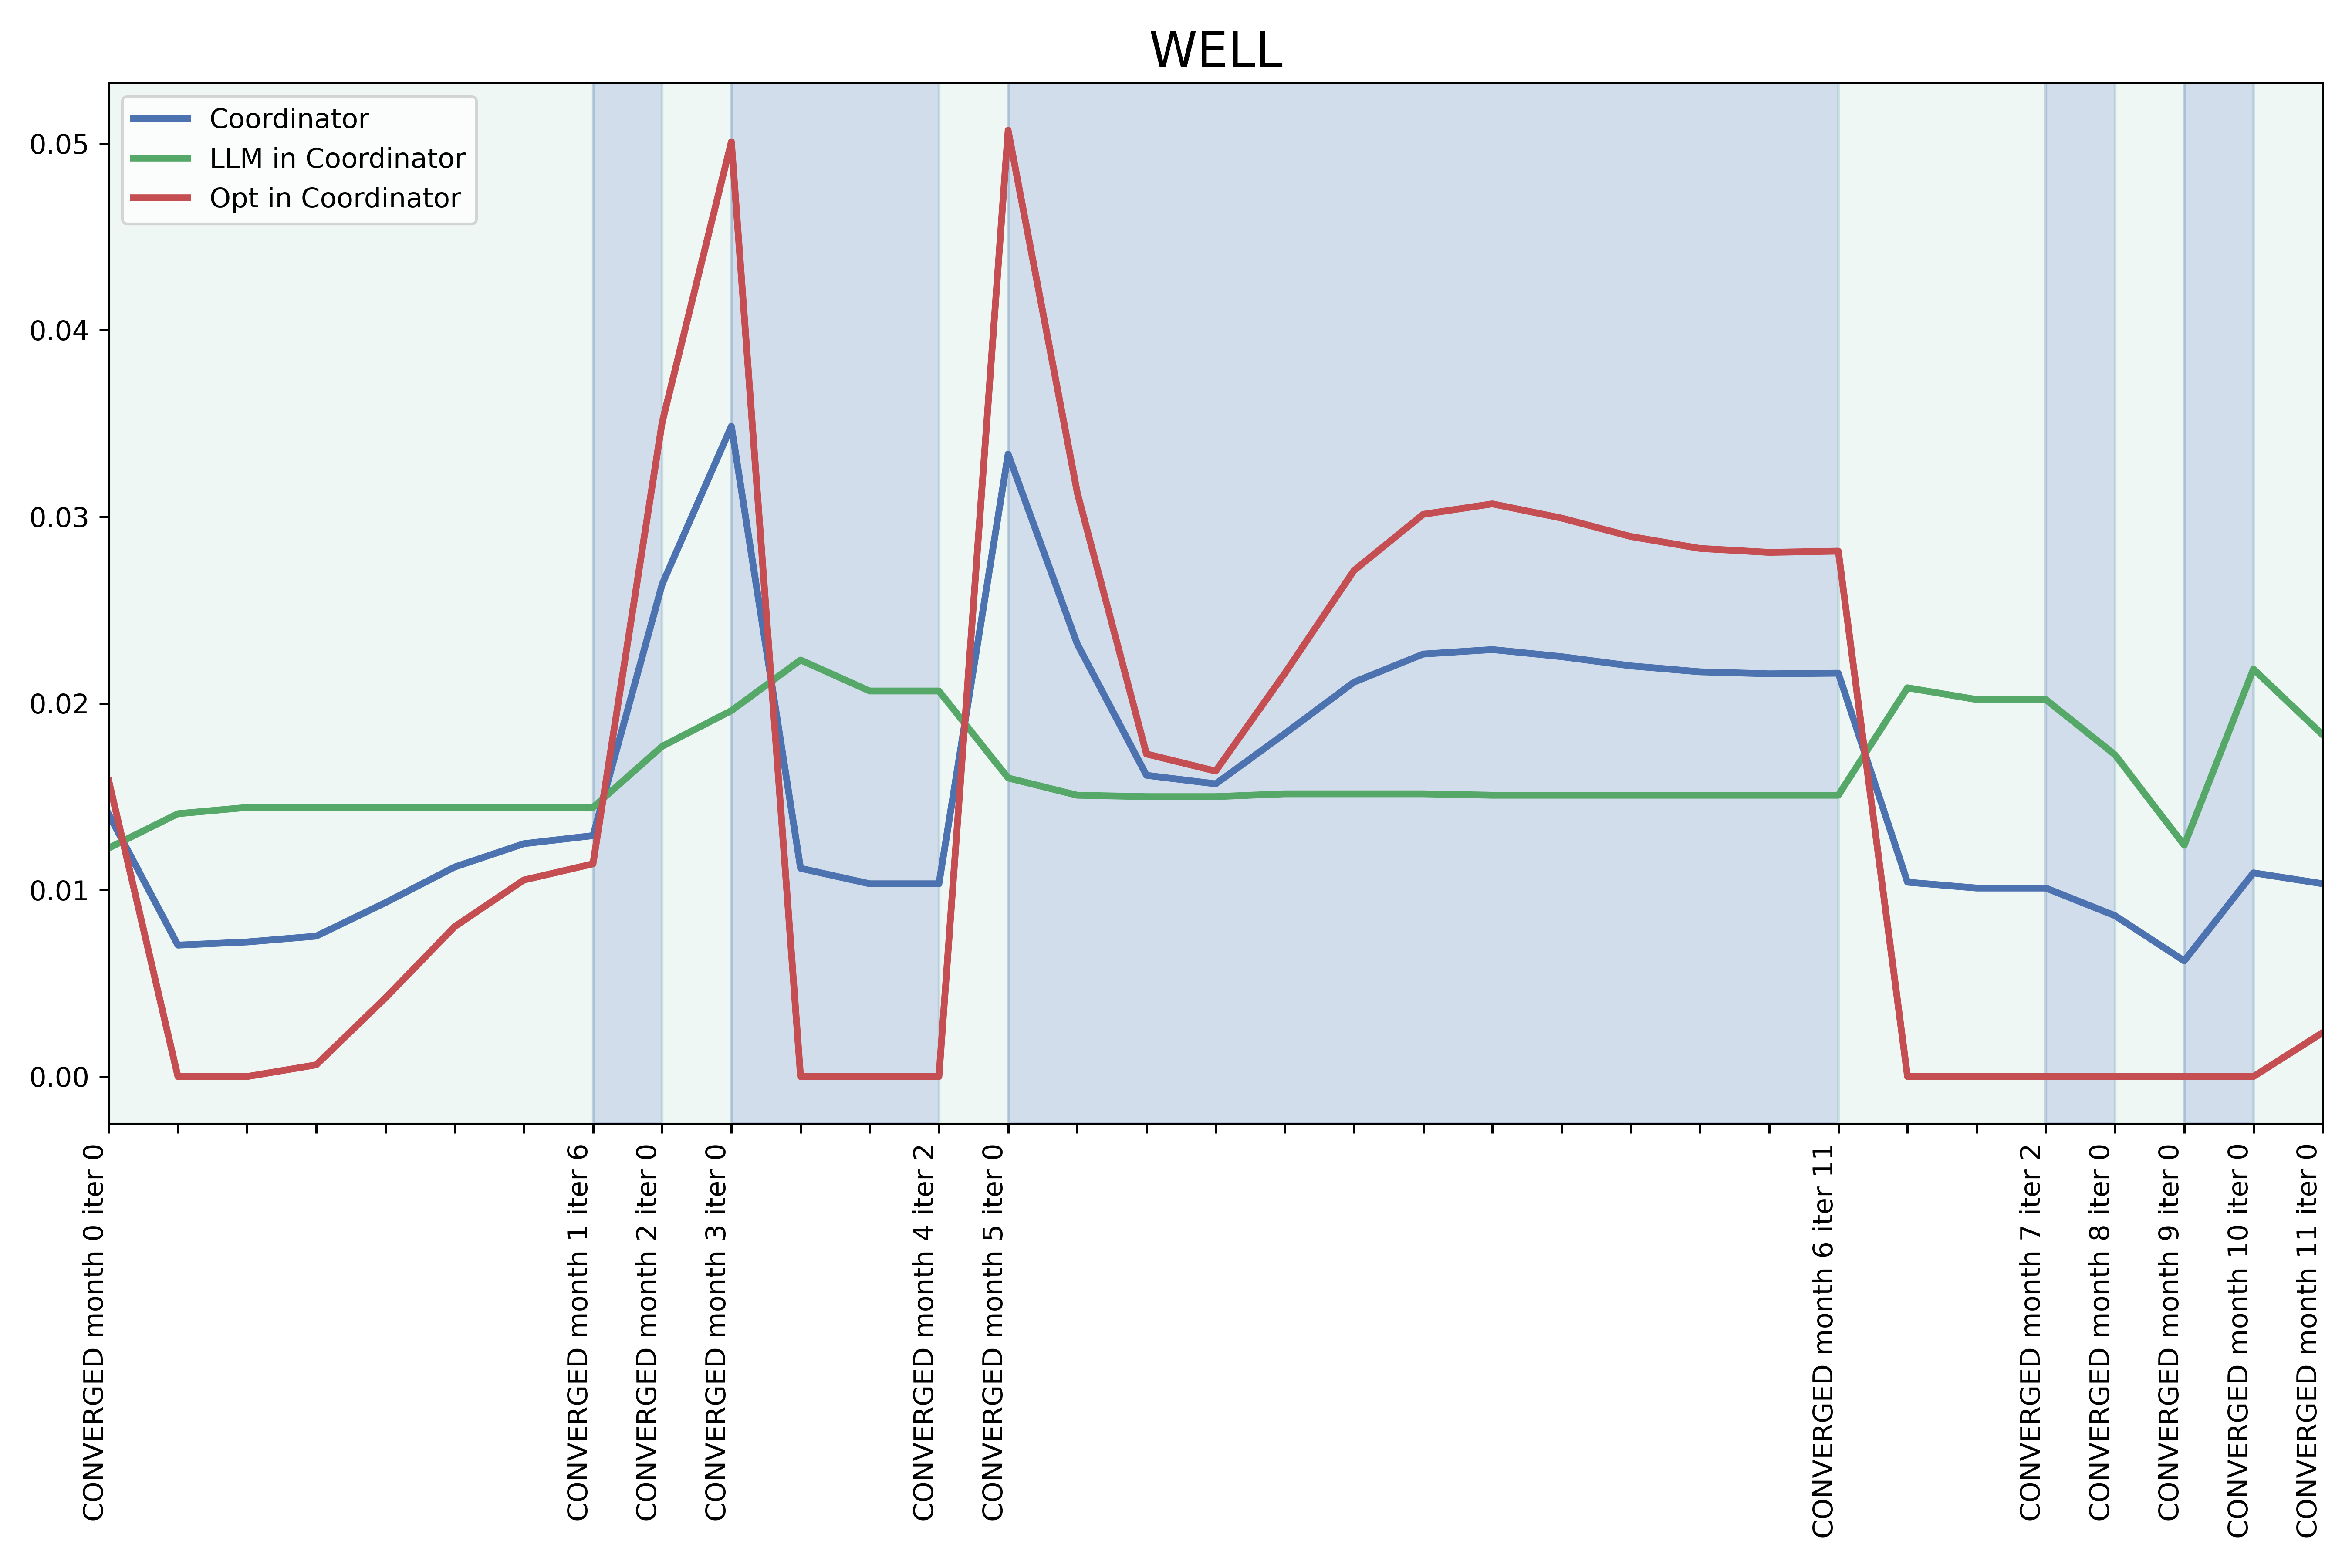 WELL
Coordinator
LLM in Coordinator
Opt in Coordinator
0.05
0.04
0.03
0.02
0.01
0.00
CONVERGED month 0 iter 0
CONVERGED month 1 iter 6
CONVERGED month 2 iter 0
CONVERGED month 3 iter 0
CONVERGED month 4 iter 2
CONVERGED month 5 iter 0
CONVERGED month 6 iter 11
CONVERGED month 7 iter 2
CONVERGED month 8 iter 0
CONVERGED month 9 iter 0
CONVERGED month 10 iter 0
CONVERGED month 11 iter 0